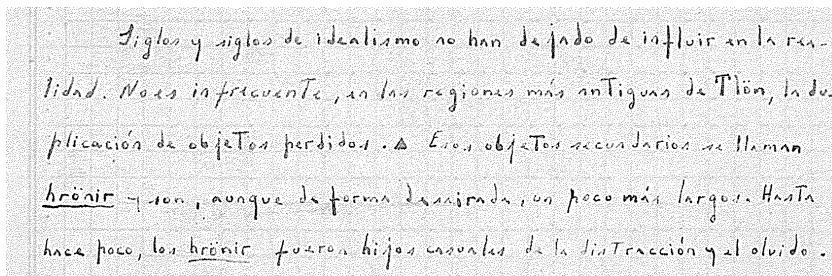 Siglos y siglos de idealismo no han dejado de influir en la rea-
lidad. No es infrecuente, en las regiones más antiguas de Tlön, la du-
plicación de objetos perdidos. Δ Esos objetos secundarios se llaman
hrönir y son, aunque de forma desairada, un poco más largos. Hasta
hace poco, los hrönir fueron hijos casuales de la distracción y el olvido.